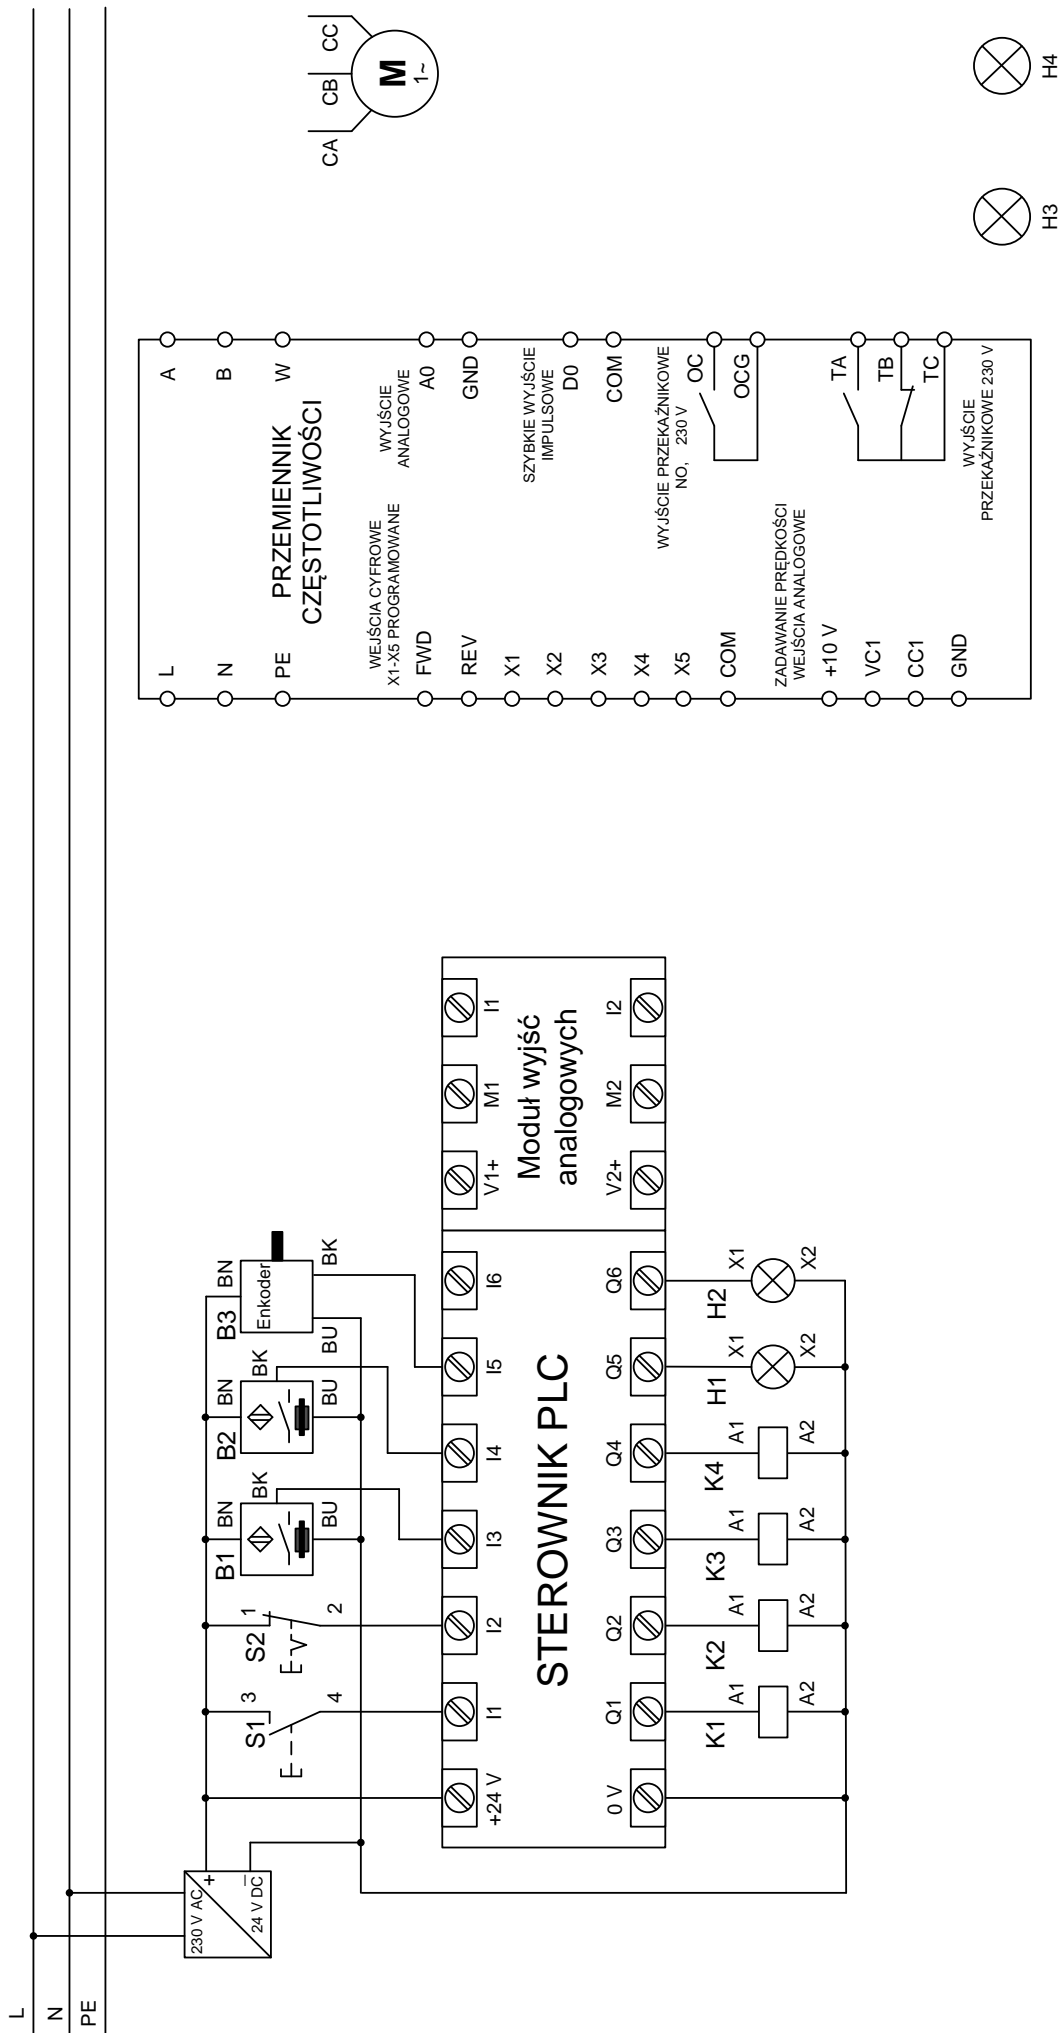 L
N
PE
230 V AC
+
24 V DC
—
S1
3
4
S2
1
2
B1
BN
BK
BU
B2
BN
BK
BU
B3
BN
Enkoder
BU
BK
+24 V
I1
I2
I3
I4
I5
I6
V1+
M1
I1
STEROWNIK PLC
Moduł wyjść
analogowych
0 V
Q1
Q2
Q3
Q4
Q5
Q6
V2+
M2
I2
K1
A1
A2
K2
A1
A2
K3
A1
A2
K4
A1
A2
H1
X1
X2
H2
X1
X2
PRZEMIENNIK
CZĘSTOTLIWOŚCI
L
N
PE
WEJŚCIA CYFROWE
X1-X5 PROGRAMOWANE
FWD
REV
X1
X2
X3
X4
X5
COM
ZADAWANIE PRĘDKOŚCI
WEJŚCIA ANALOGOWE
+10 V
VC1
CC1
GND
A
B
W
WYJŚCIE
ANALOGOWE
A0
GND
SZYBKIE WYJŚCIE
IMPULSOWE
D0
COM
WYJŚCIE PRZEKAŹNIKOWE
NO, 230 V
OC
OCG
TA
TB
TC
WYJŚCIE
PRZEKAŹNIKOWE 230 V
CA
CB
CC
M
1~
H3
H4